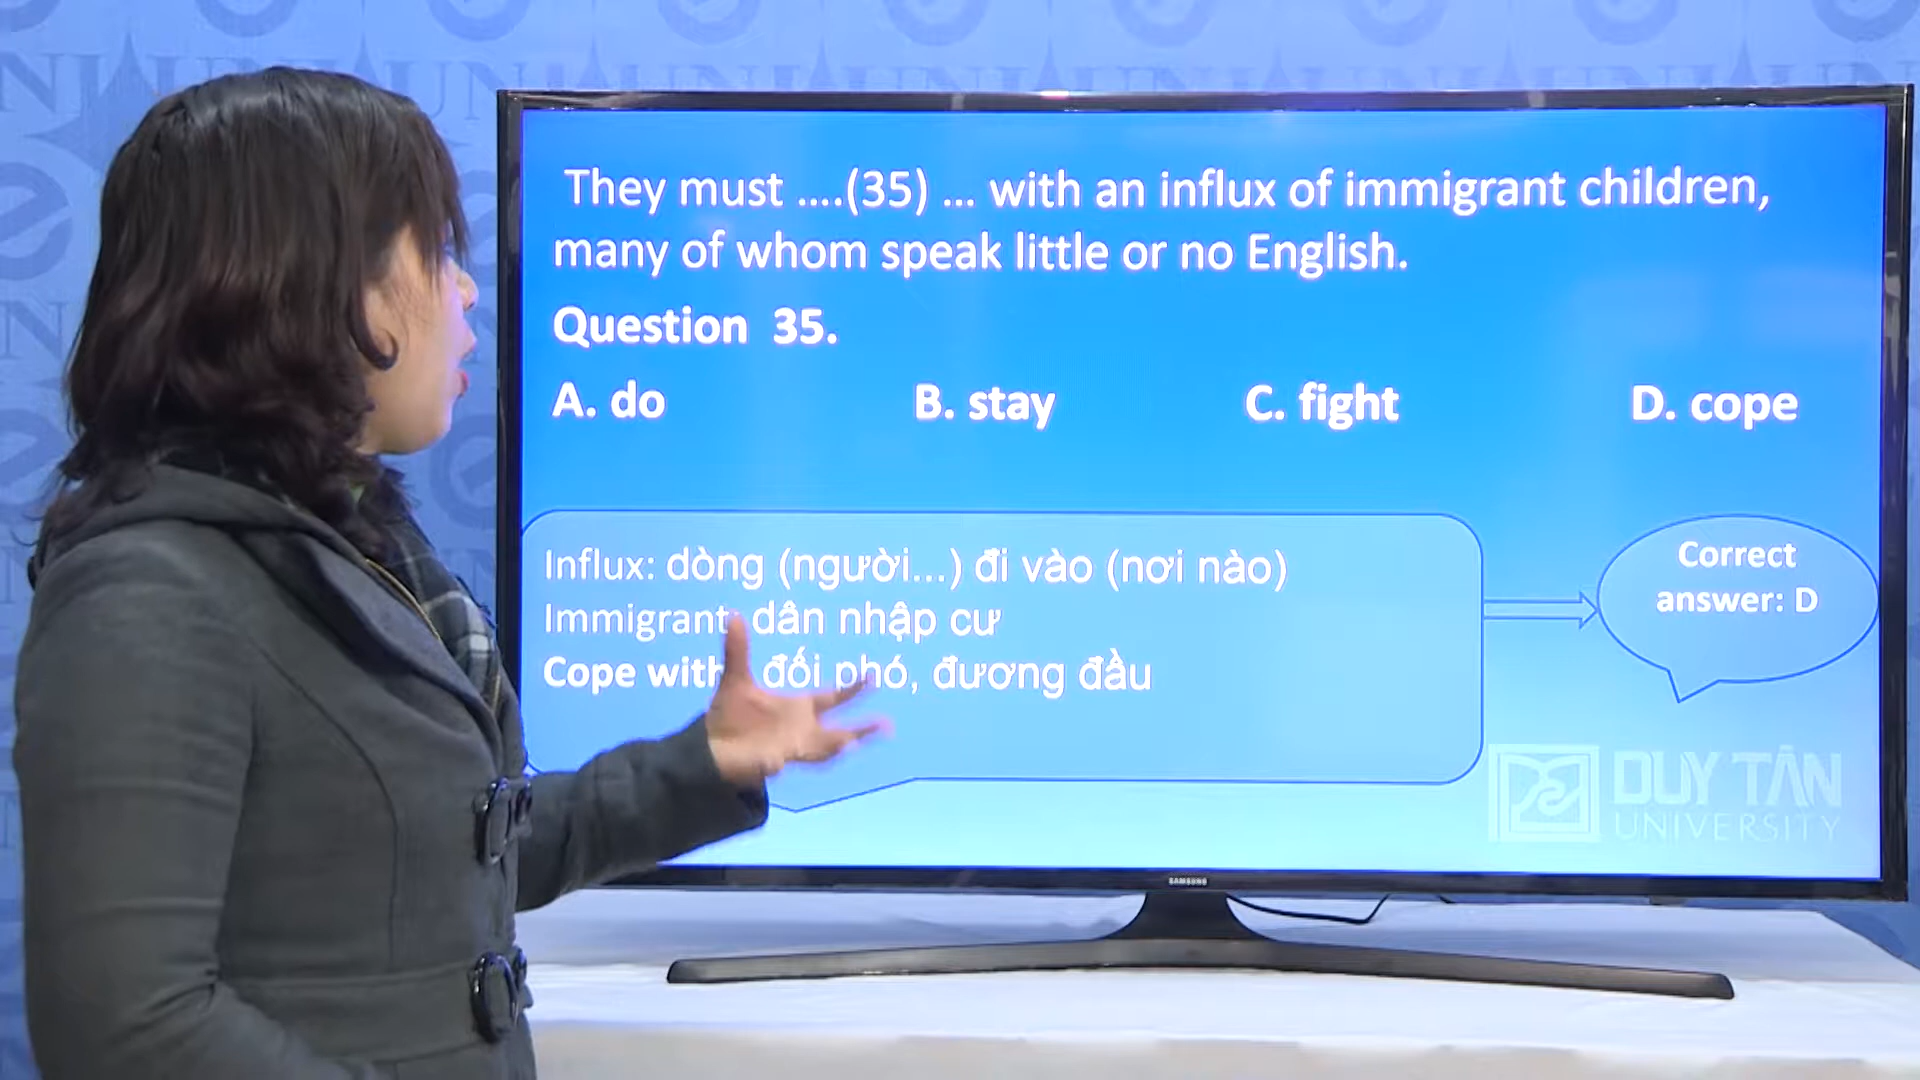 They must ....(35) ... with an influx of immigrant children,
many of whom speak little or no English.
Question 35.
A. do B. stay C. fight D. cope
Influx: dòng (người...) đi vào (nơi nào)
Immigrant: dân nhập cư
Cope with đối phó, đương đầu
Correct
answer: D
DUY TÂN
UNIVERSITY
SAMSUNG